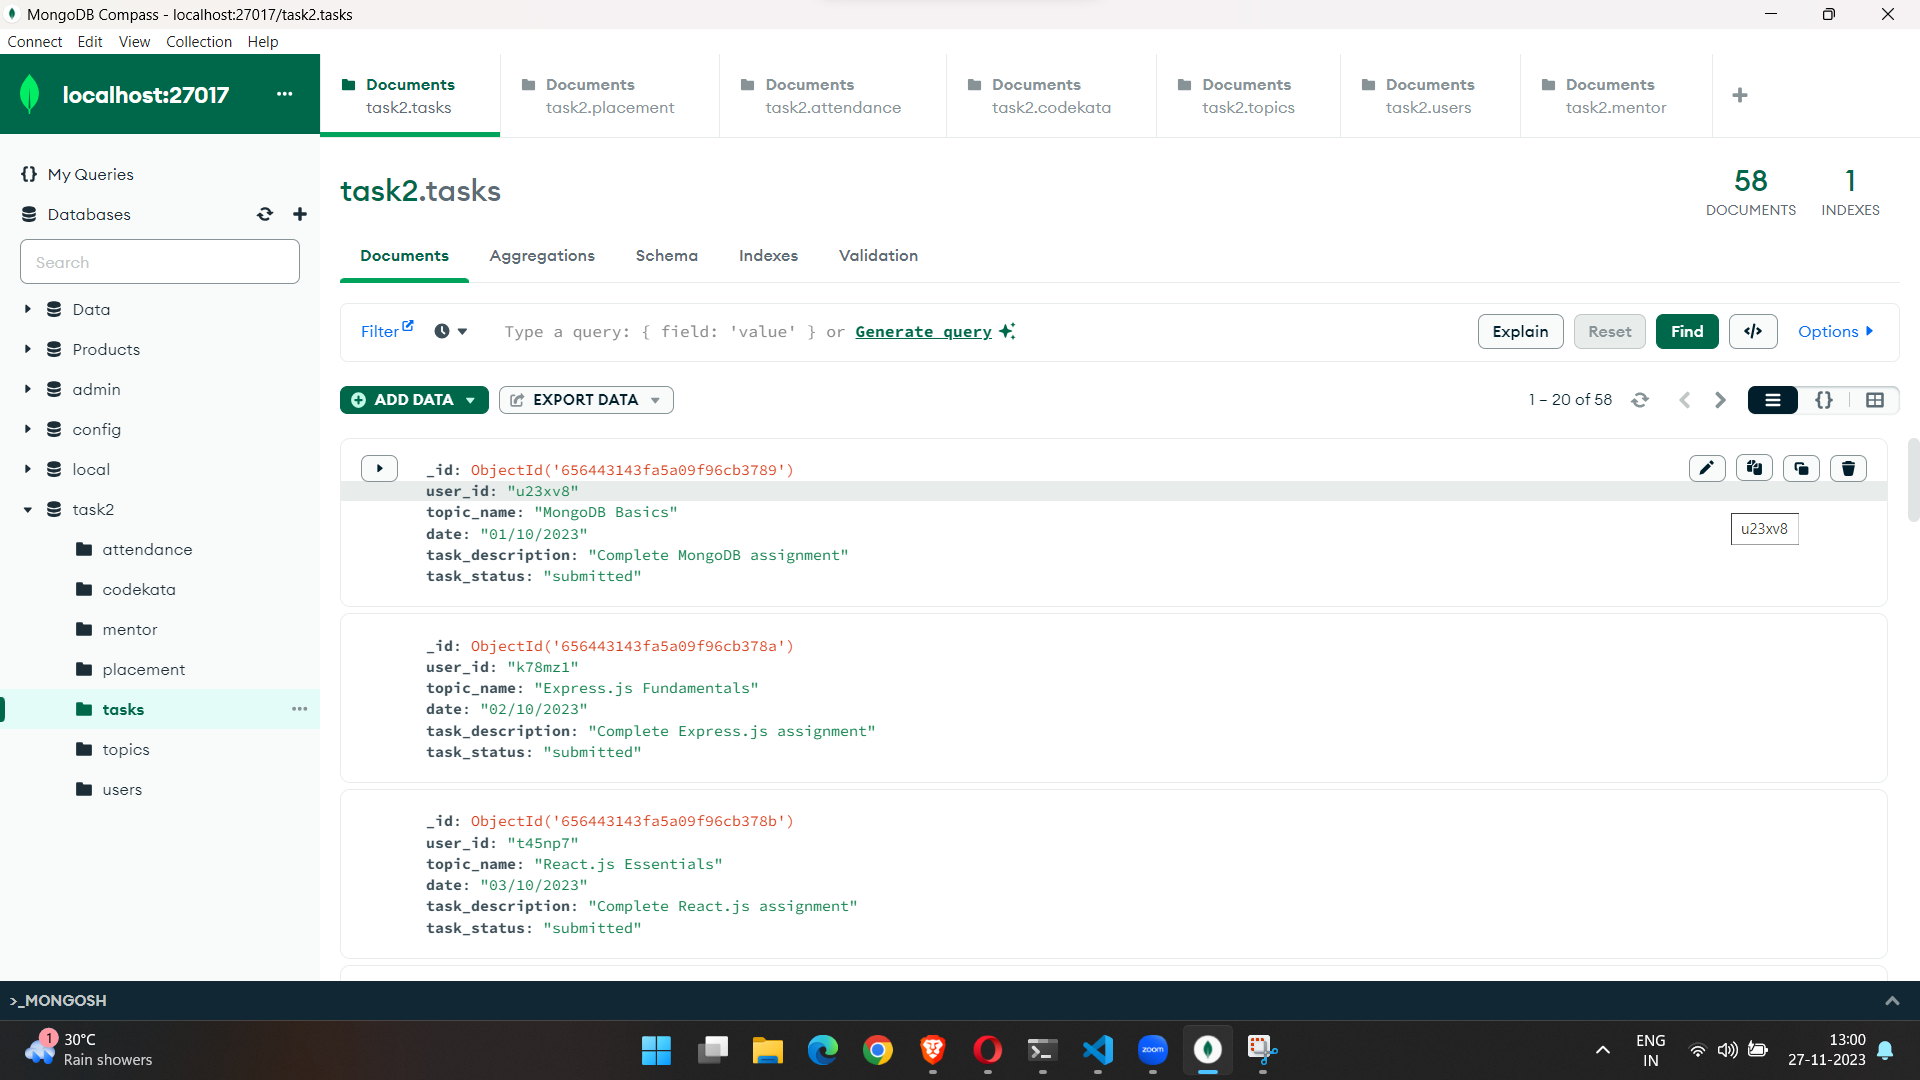 MongoDB Compass - localhost:27017/task2.tasks
Connect Edit View Collection Help
localhost:27017
My Queries
Databases
Search
Data
Products
admin
config
local
task2
attendance
codekata
mentor
placement
tasks
topics
users
Documents
task2.tasks
Documents
task2.placement
Documents
task2.attendance
Documents
task2.codekata
Documents
task2.topics
Documents
task2.users
Documents
task2.mentor
task2.tasks
58
DOCUMENTS
1
INDEXES
Documents Aggregations Schema Indexes Validation
Filter Type a query: { field: 'value' } or Generate query Explain Reset Find </> Options
ADD DATA EXPORT DATA 1 – 20 of 58 {}
_id: ObjectId('656443143fa5a09f96cb3789')
user_id: "u23xv8"
topic_name: "MongoDB Basics"
date: "01/10/2023"
task_description: "Complete MongoDB assignment"
task_status: "submitted"
u23xv8
_id: ObjectId('656443143fa5a09f96cb378a')
user_id: "k78mz1"
topic_name: "Express.js Fundamentals"
date: "02/10/2023"
task_description: "Complete Express.js assignment"
task_status: "submitted"
_id: ObjectId('656443143fa5a09f96cb378b')
user_id: "t45np7"
topic_name: "React.js Essentials"
date: "03/10/2023"
task_description: "Complete React.js assignment"
task_status: "submitted"
>_MONGOSH
1
30°C
Rain showers
zoom
ENG
IN
13:00
27-11-2023